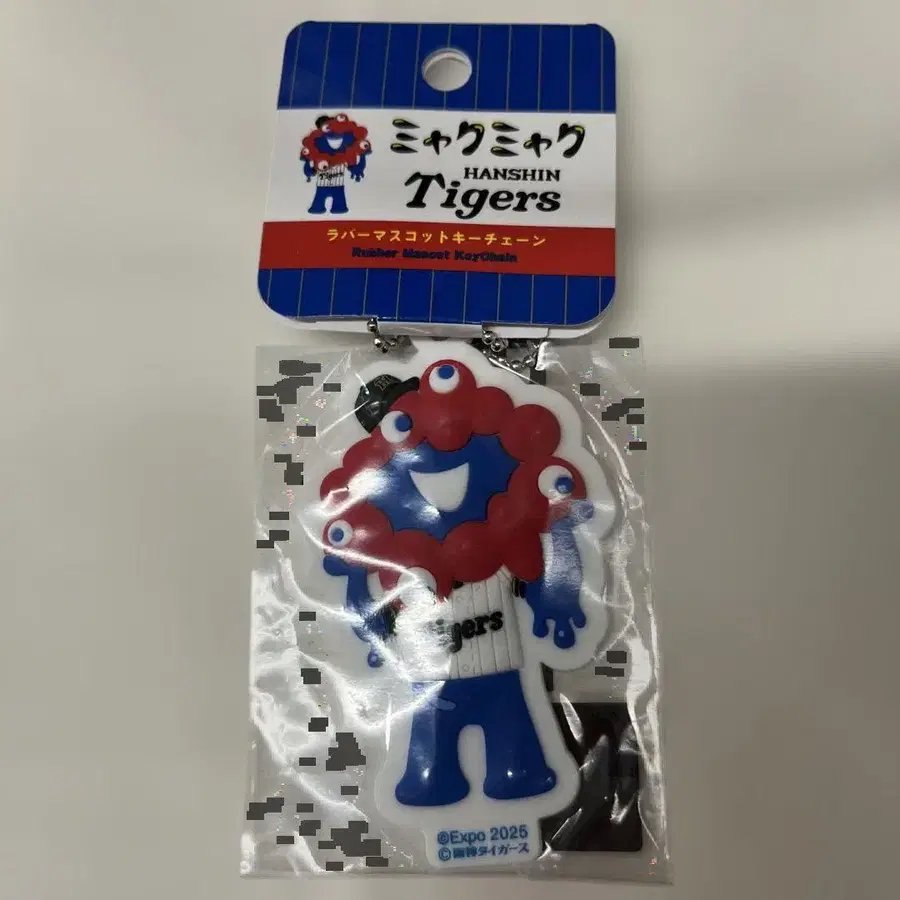 ミャクミャク
HANSHIN
Tigers
ラバーマスコットキーチェーン
Rubber Mascot KeyChain
Tigers
©Expo 2025
©阪神タイガース